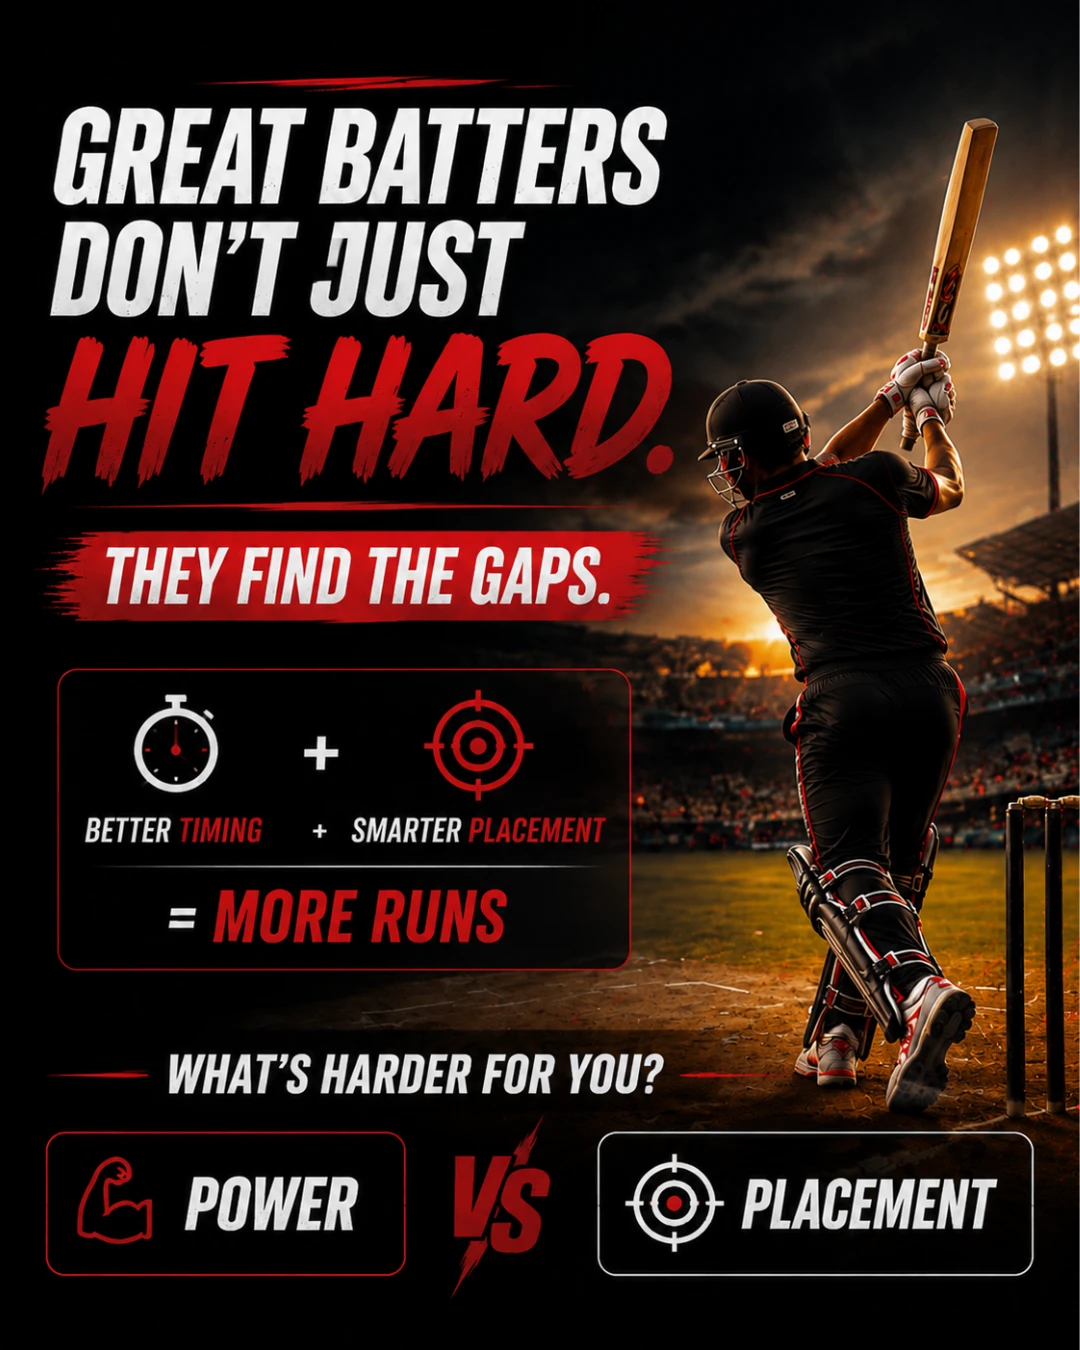 GREAT BATTERS
DON'T JUST
HIT HARD.
THEY FIND THE GAPS.
+
BETTER TIMING + SMARTER PLACEMENT
= MORE RUNS
WHAT'S HARDER FOR YOU?
POWER VS PLACEMENT